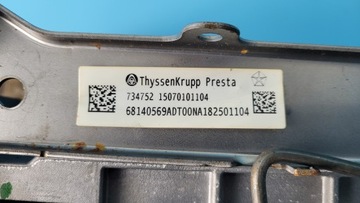 ThyssenKrupp Presta
734752 15070101104
68140569ADT00NA182501104